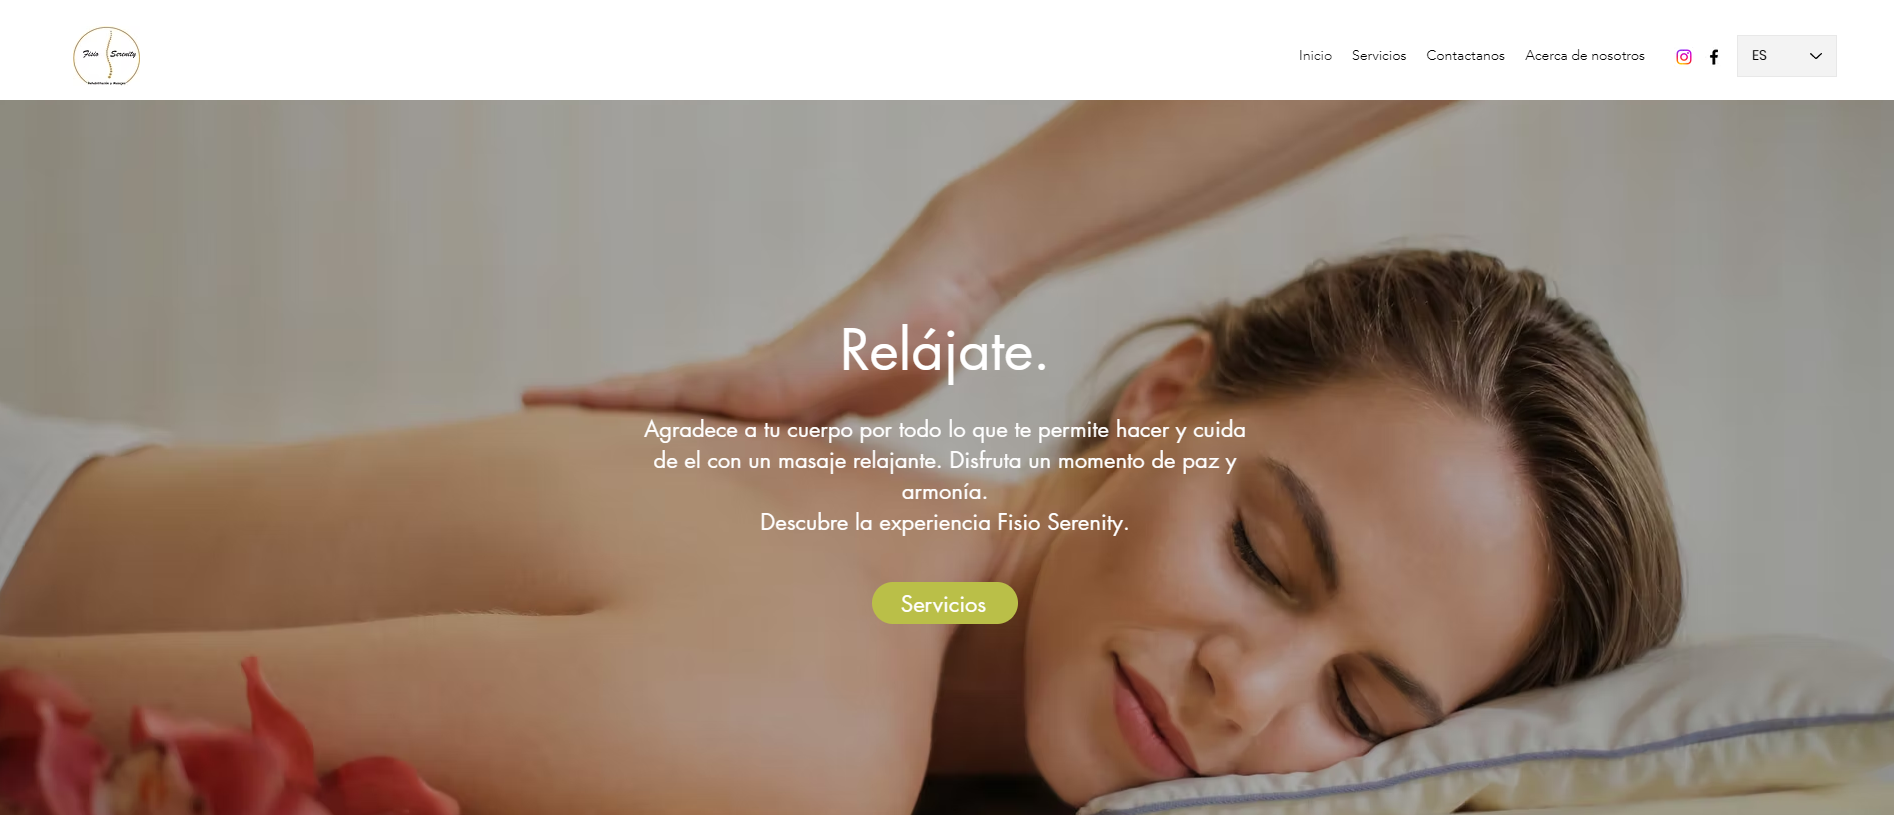 Fisio Serenity
Rehabilitación y Masajes
Inicio Servicios Contactanos Acerca de nosotros ES
Relájate.
Agradece a tu cuerpo por todo lo que te permite hacer y cuida
de el con un masaje relajante. Disfruta un momento de paz y
armonía.
Descubre la experiencia Fisio Serenity.
Servicios